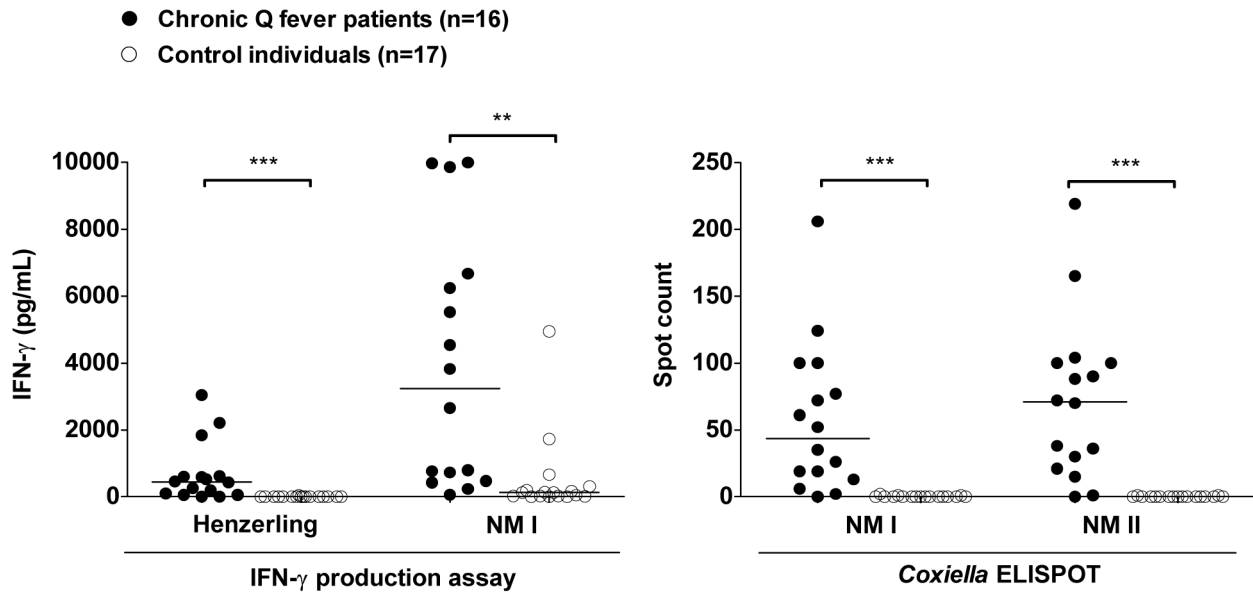 ● Chronic Q fever patients (n=16)
○ Control individuals (n=17)
IFN-γ (pg/mL)
10000
8000
6000
4000
2000
0
***
**
Henzerling
NM I
IFN-γ production assay
Spot count
250
200
150
100
50
0
***
***
NM I
NM II
Coxiella ELISPOT